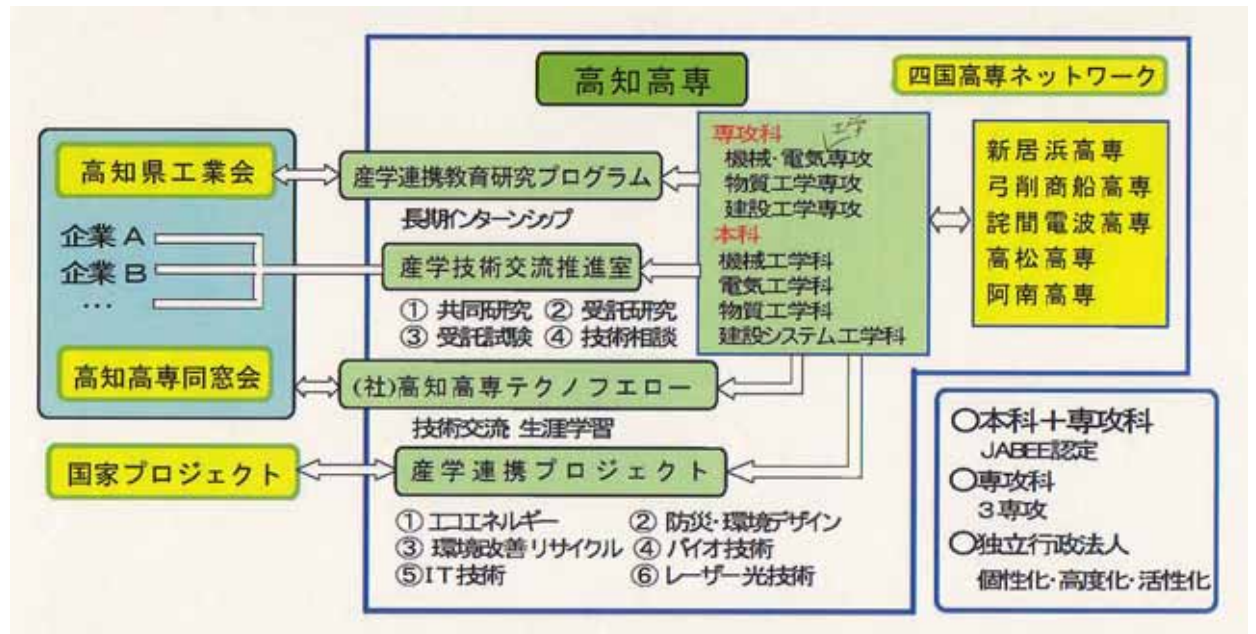 高知高専
四国高専ネットワーク
高知県工業会
企業A
企業B
…
高知高専同窓会
国家プロジェクト
産学連携教育研究プログラム
長期インターンシップ
産学技術交流推進室
① 共同研究 ② 受託研究
③ 受託試験 ④ 技術相談
(社)高知高専テクノフエロー
技術交流 生涯学習
産学連携プロジェクト
① エコエネルギー ② 防災・環境デザイン
③ 環境改善リサイクル ④ バイオ技術
⑤ IT技術 ⑥ レーザー光技術
専攻科
工学
機械・電気専攻
物質工学専攻
建設工学専攻
本科
機械工学科
電気工学科
物質工学科
建設システム工学科
新居浜高専
弓削商船高専
詫間電波高専
高松高専
阿南高専
○本科＋専攻科
JABEE認定
○専攻科
3専攻
○独立行政法人
個性化・高度化・活性化